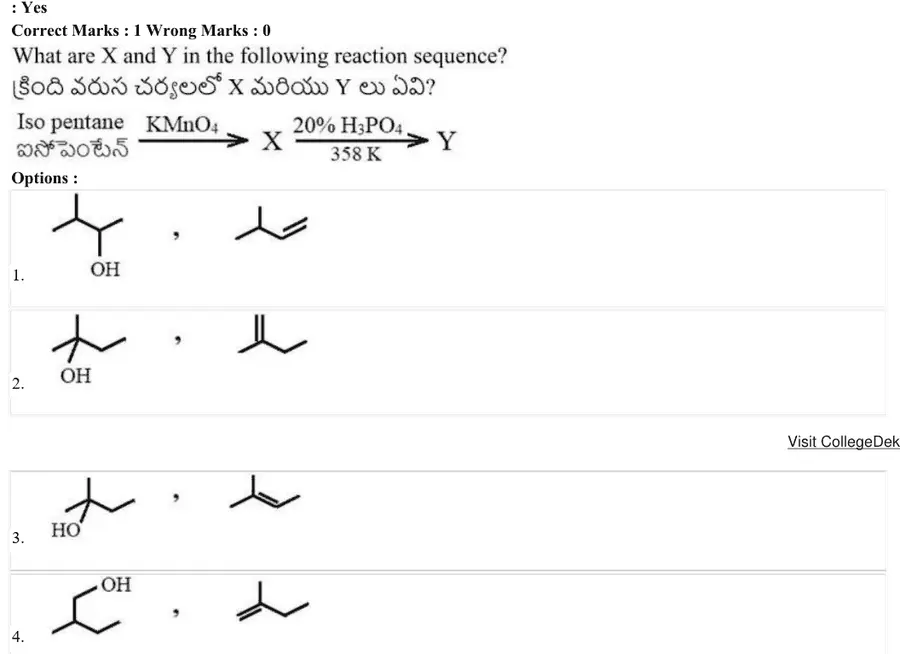 : Yes
Correct Marks : 1 Wrong Marks : 0
What are X and Y in the following reaction sequence?
క్రింది వరుస చర్యలలో X మరియు Y లు ఏవి?
Iso pentane KMnO₄ X 20% H₃PO₄ Y
ఐసోపెంటేన్ 358 K
Options :
1. OH ,
2. OH ,
Visit CollegeDek
3. HO ,
4. OH ,